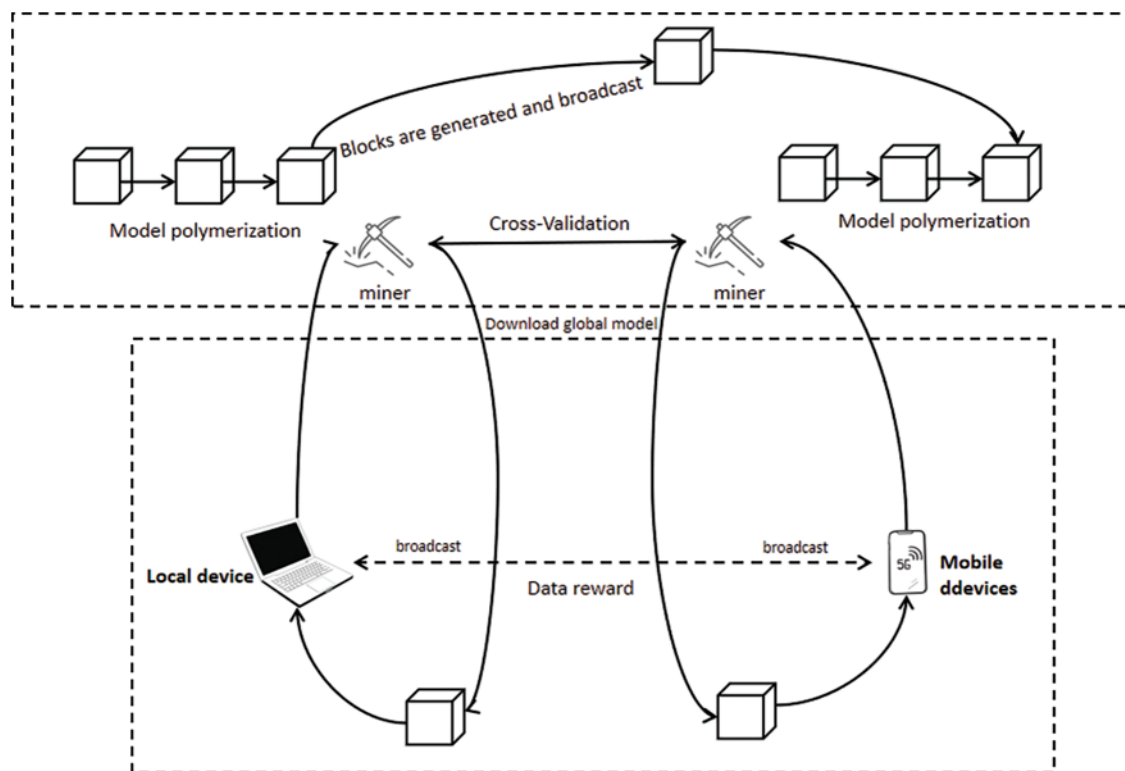 Blocks are generated and broadcast
Model polymerization
Model polymerization
Cross-Validation
miner
miner
Download global model
broadcast
broadcast
5G
Local device
Data reward
Mobile
ddevices